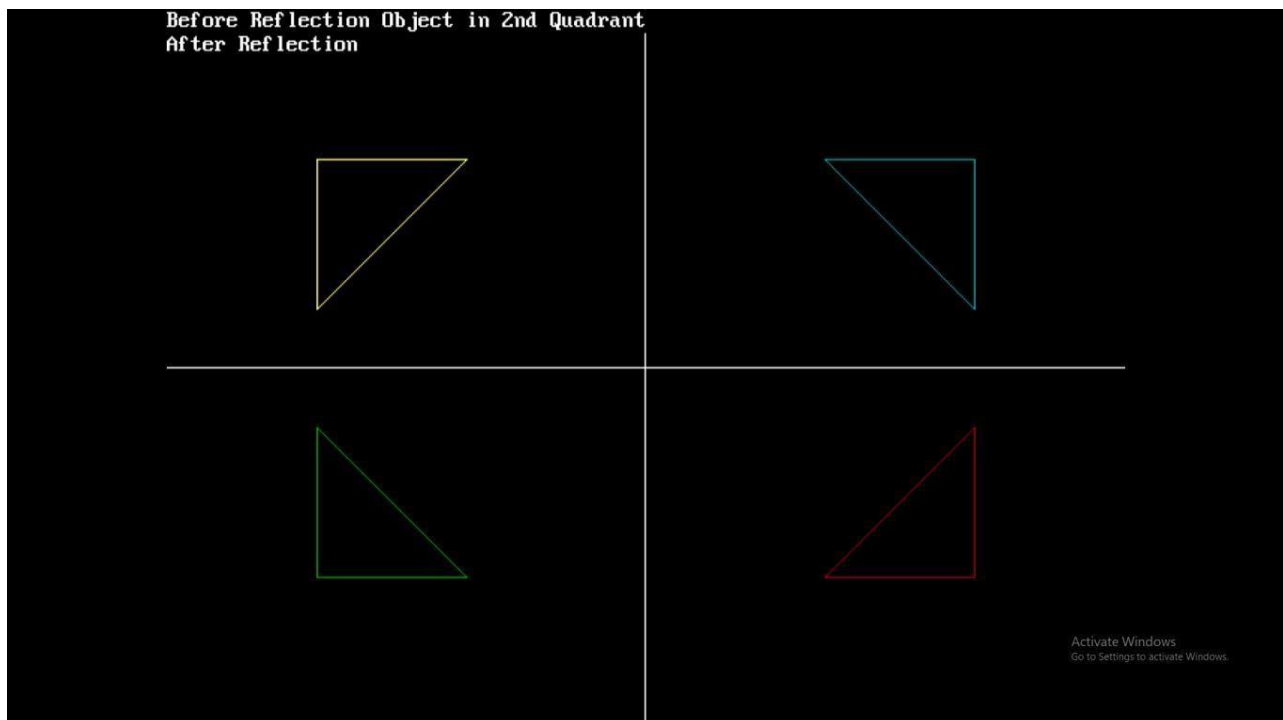 Before Reflection Object in 2nd Quadrant
After Reflection
Activate Windows
Go to Settings to activate Windows.